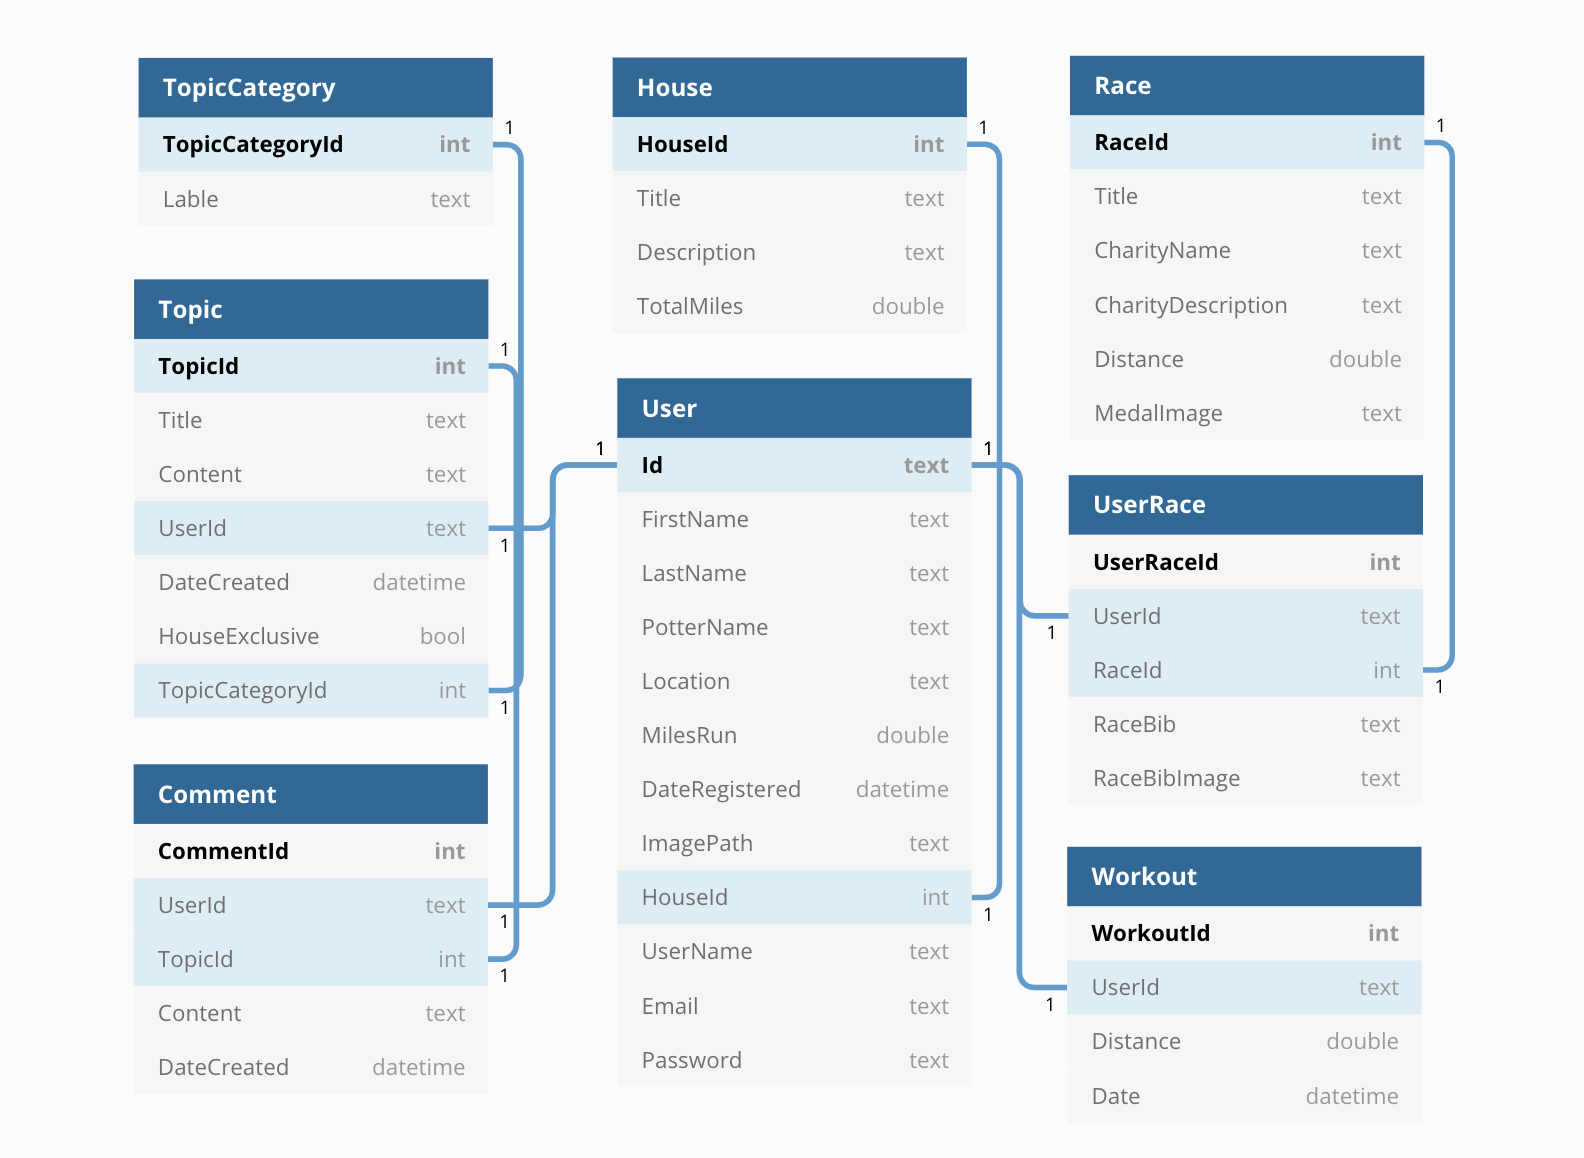 TopicCategory
TopicCategoryId int 1
Lable text
Topic
TopicId int 1
Title text
Content text
UserId text 1
DateCreated datetime
HouseExclusive bool
TopicCategoryId int 1
Comment
CommentId int
UserId text 1
TopicId int 1
Content text
DateCreated datetime
House
HouseId int 1
Title text
Description text
TotalMiles double
User
1 Id text 1
FirstName text
LastName text
PotterName text
Location text
MilesRun double
DateRegistered datetime
ImagePath text
HouseId int 1
UserName text
Email text
Password text
Race
RaceId int 1
Title text
CharityName text
CharityDescription text
Distance double
MedalImage text
UserRace
UserRaceId int
1 UserId text
RaceId int 1
RaceBib text
RaceBibImage text
Workout
WorkoutId int
1 UserId text
Distance double
Date datetime